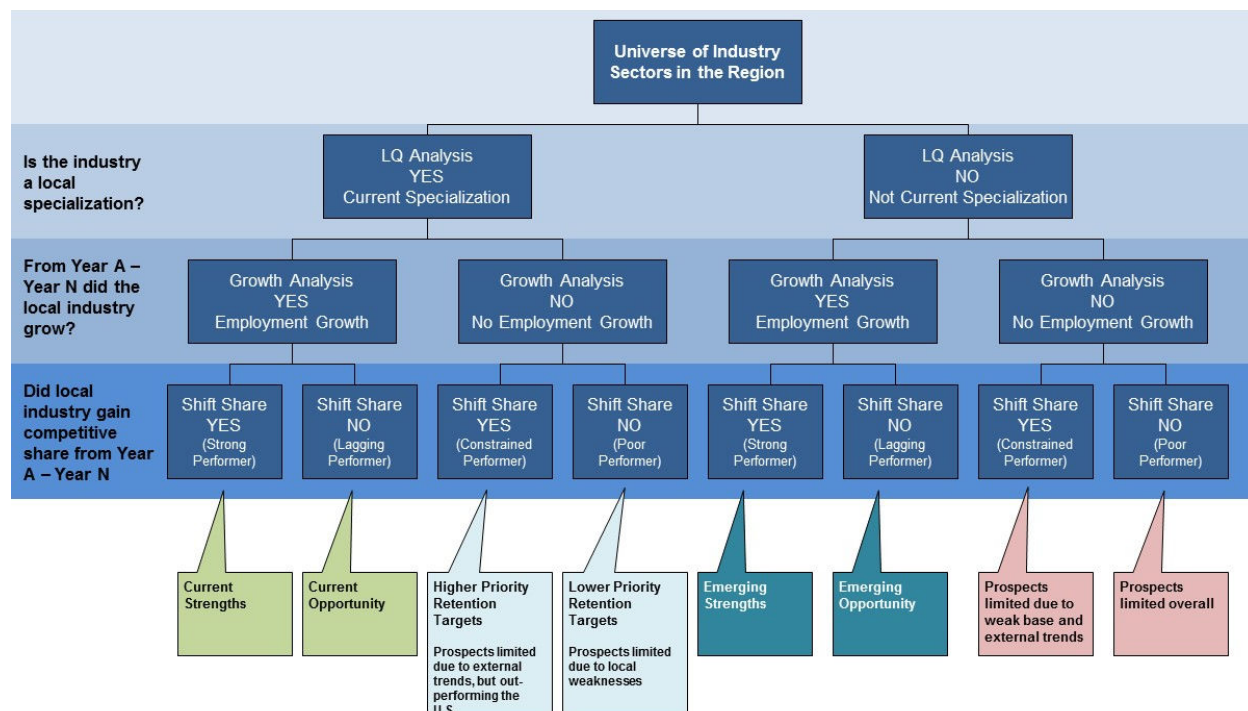 Universe of Industry
Sectors in the Region
Is the industry
a local
specialization?
LQ Analysis
YES
Current Specialization
LQ Analysis
NO
Not Current Specialization
From Year A –
Year N did the
local industry
grow?
Growth Analysis
YES
Employment Growth
Growth Analysis
NO
No Employment Growth
Growth Analysis
YES
Employment Growth
Growth Analysis
NO
No Employment Growth
Did local
industry gain
competitive
share from Year
A – Year N
Shift Share
YES
(Strong
Performer)
Shift Share
NO
(Lagging
Performer)
Shift Share
YES
(Constrained
Performer)
Shift Share
NO
(Poor
Performer)
Shift Share
YES
(Strong
Performer)
Shift Share
NO
(Lagging
Performer)
Shift Share
YES
(Constrained
Performer)
Shift Share
NO
(Poor
Performer)
Current
Strengths
Current
Opportunity
Higher Priority
Retention
Targets
Prospects limited
due to external
trends, but out-
performing the
U.S.
Lower Priority
Retention
Targets
Prospects limited
due to local
weaknesses
Emerging
Strengths
Emerging
Opportunity
Prospects
limited due to
weak base and
external trends
Prospects
limited overall